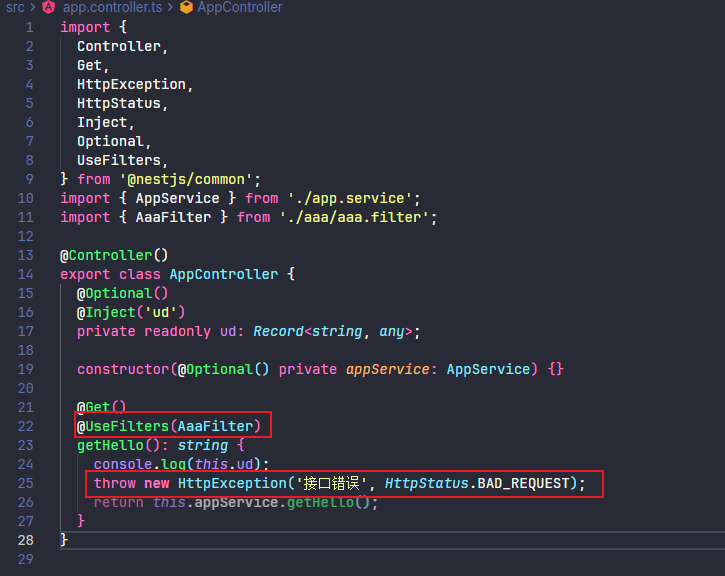 src > app.controller.ts > AppController
1 import {
2   Controller,
3   Get,
4   HttpException,
5   HttpStatus,
6   Inject,
7   Optional,
8   UseFilters,
9 } from '@nestjs/common';
10 import { AppService } from './app.service';
11 import { AaaFilter } from './aaa/aaa.filter';
12
13 @Controller()
14 export class AppController {
15   @Optional()
16   @Inject('ud')
17   private readonly ud: Record<string, any>;
18
19   constructor(@Optional() private appService: AppService) {}
20
21   @Get()
22   @UseFilters(AaaFilter)
23   getHello(): string {
24     console.log(this.ud);
25     throw new HttpException('接口错误', HttpStatus.BAD_REQUEST);
26     return this.appService.getHello();
27   }
28 }
29